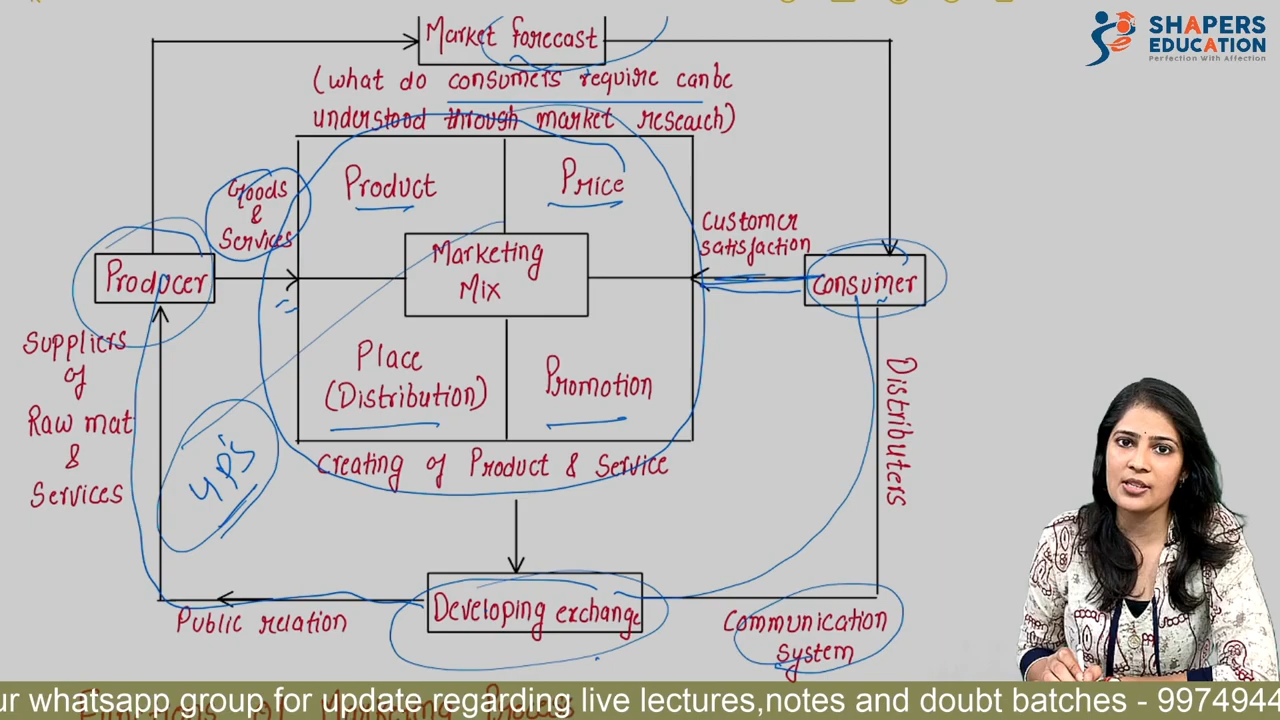 SHAPERS
EDUCATION
Perfection With Affection
Market forecast
(what do consumers require can be
understood through market research)
Goods
&
Services
Product
Price
Customer
satisfaction
Producer
Marketing
Mix
consumer
Suppliers
of
Raw mat
&
Services
Place
(Distribution)
Promotion
Distributers
4P's
Creating of Product & Service
Developing exchange
Public relation
Communication
System
ur whatsapp group for update regarding live lectures,notes and doubt batches - 9974944